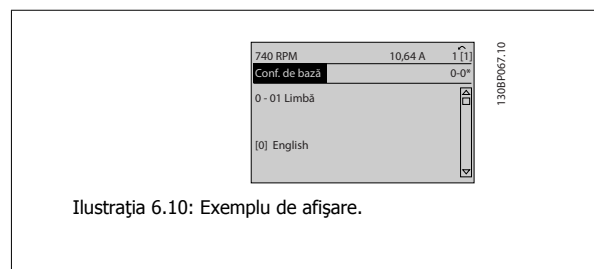 740 RPM 10,64 A 1 [1]
Conf. de bază 0-0*
0 - 01 Limbă
[0] English
130BP067.10
Ilustraţia 6.10: Exemplu de afişare.